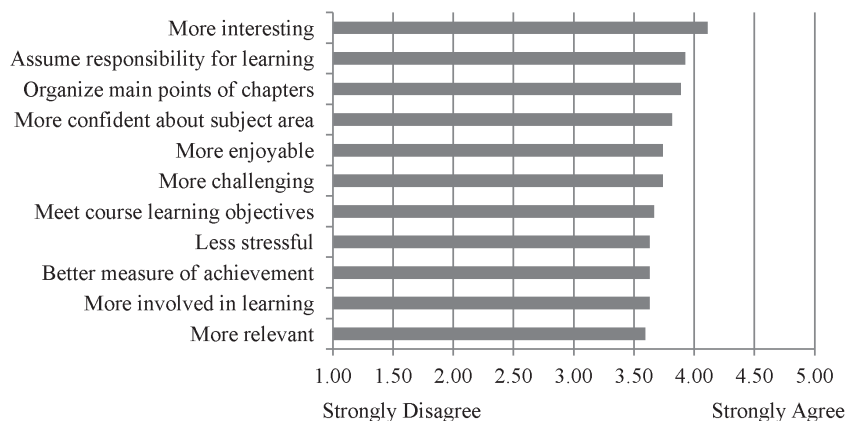 More interesting
Assume responsibility for learning
Organize main points of chapters
More confident about subject area
More enjoyable
More challenging
Meet course learning objectives
Less stressful
Better measure of achievement
More involved in learning
More relevant
1.00 1.50 2.00 2.50 3.00 3.50 4.00 4.50 5.00
Strongly Disagree Strongly Agree